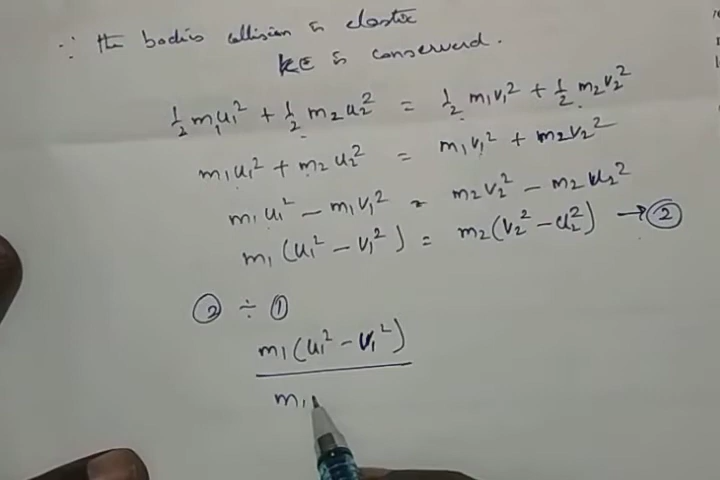 ∵ the bodies collision is elastic
KE is conserved.
½ m₁u₁² + ½ m₂u₂² = ½ m₁v₁² + ½ m₂v₂²
m₁u₁² + m₂u₂² = m₁v₁² + m₂v₂²
m₁u₁² - m₁v₁² = m₂v₂² - m₂u₂²
m₁(u₁² - v₁²) = m₂(v₂² - u₂²) → ②
② ÷ ①
m₁(u₁² - v₁²)
m₁